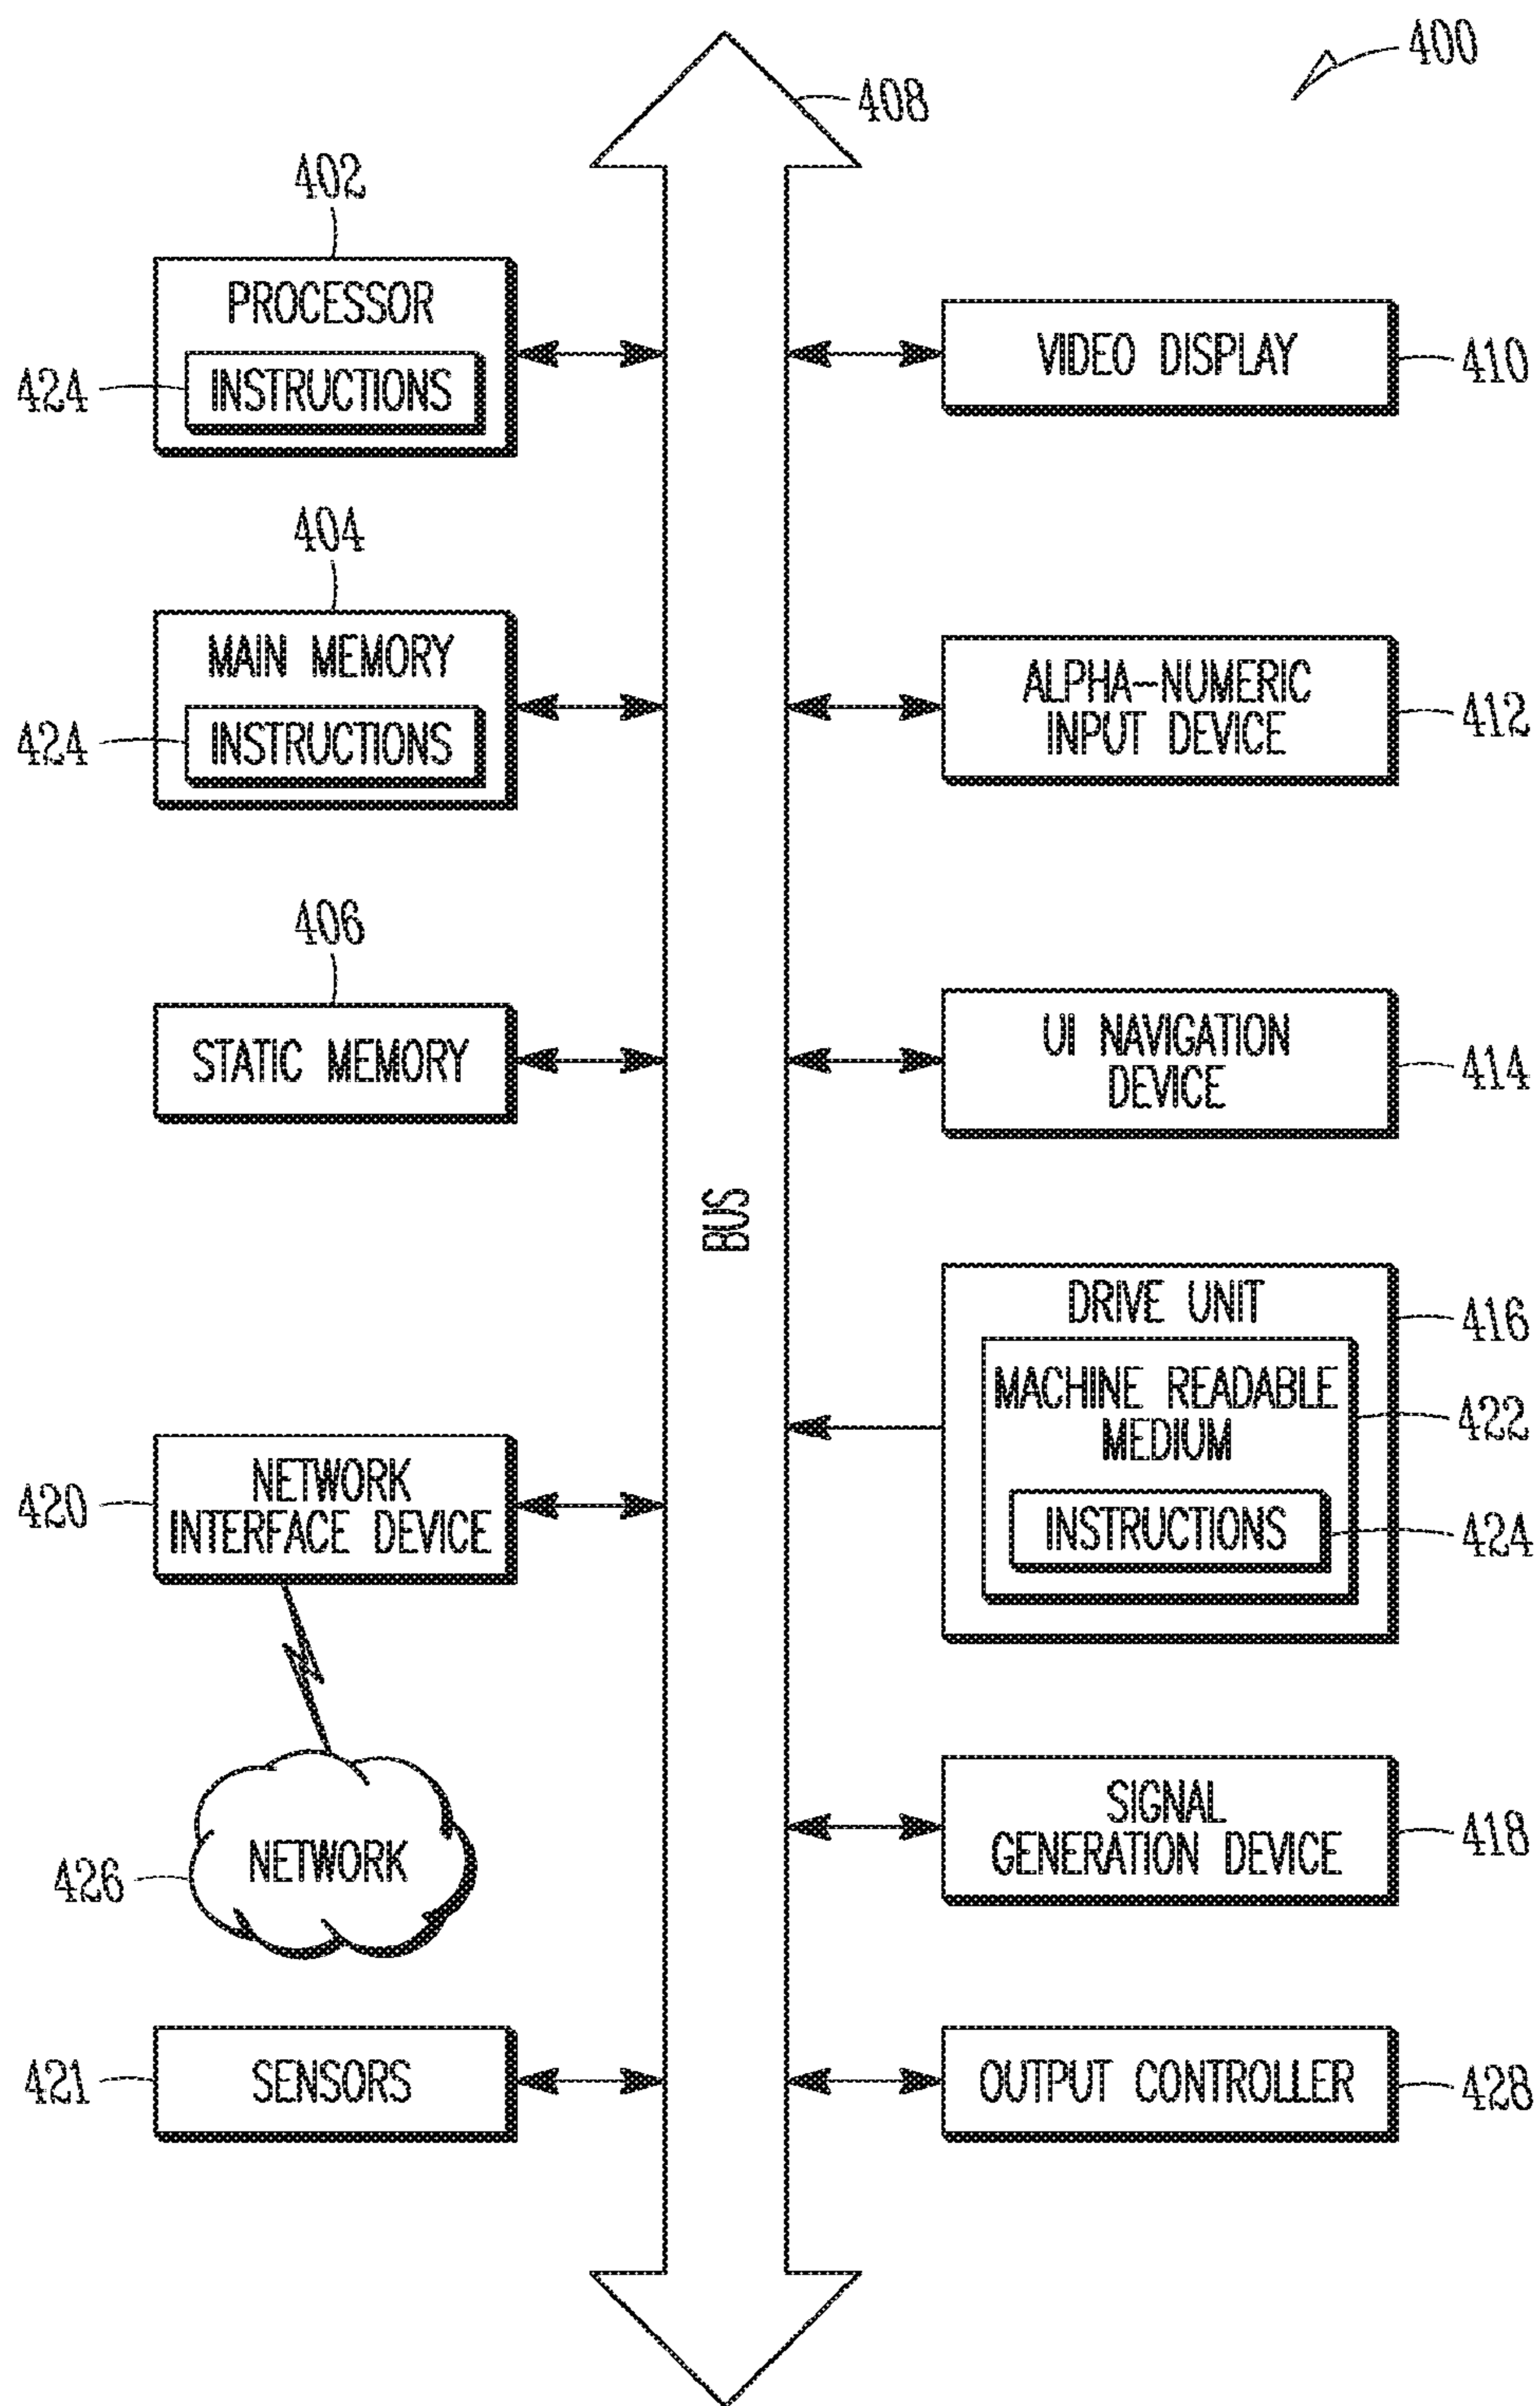 400
408
402
PROCESSOR
424
INSTRUCTIONS
404
MAIN MEMORY
424
INSTRUCTIONS
406
STATIC MEMORY
BUS
420
NETWORK
INTERFACE DEVICE
426
NETWORK
421
SENSORS
VIDEO DISPLAY
410
ALPHA-NUMERIC
INPUT DEVICE
412
UI NAVIGATION
DEVICE
414
DRIVE UNIT
416
MACHINE READABLE
MEDIUM
422
INSTRUCTIONS
424
SIGNAL
GENERATION DEVICE
418
OUTPUT CONTROLLER
428